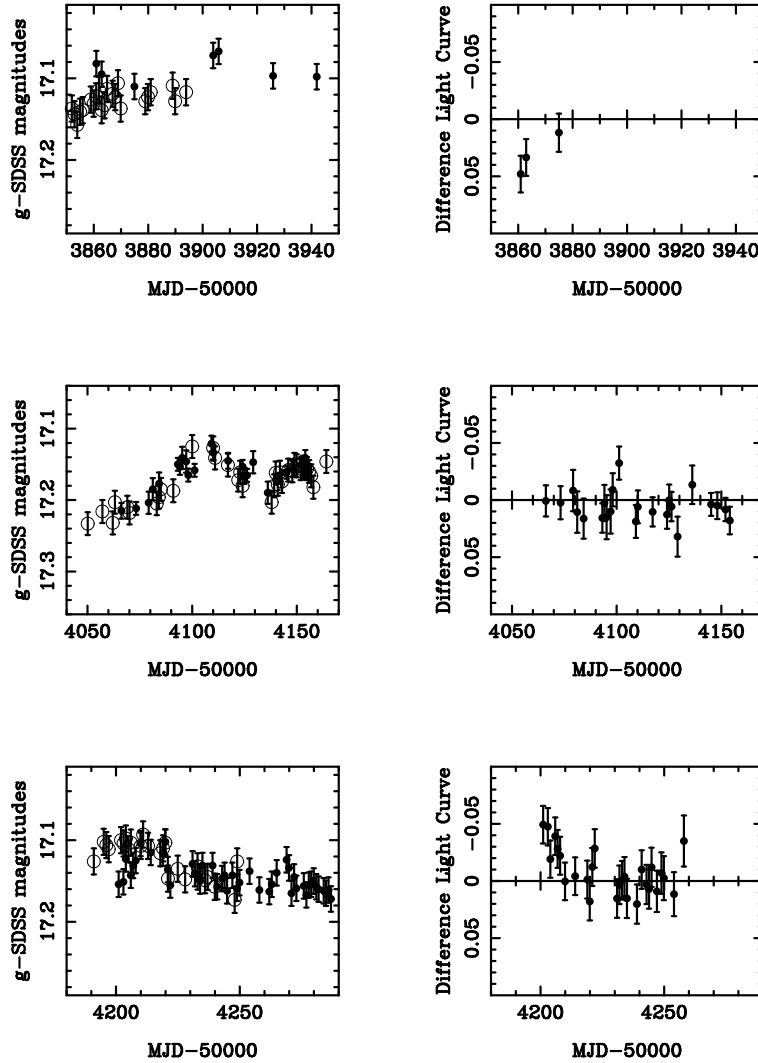 g-SDSS magnitudes
17.1
17.2
3860 3880 3900 3920 3940
MJD-50000
Difference Light Curve
-0.05
0
0.05
3860 3880 3900 3920 3940
MJD-50000
g-SDSS magnitudes
17.1
17.2
17.3
4050 4100 4150
MJD-50000
Difference Light Curve
-0.05
0
0.05
4050 4100 4150
MJD-50000
g-SDSS magnitudes
17.1
17.2
4200 4250
MJD-50000
Difference Light Curve
-0.05
0
0.05
4200 4250
MJD-50000